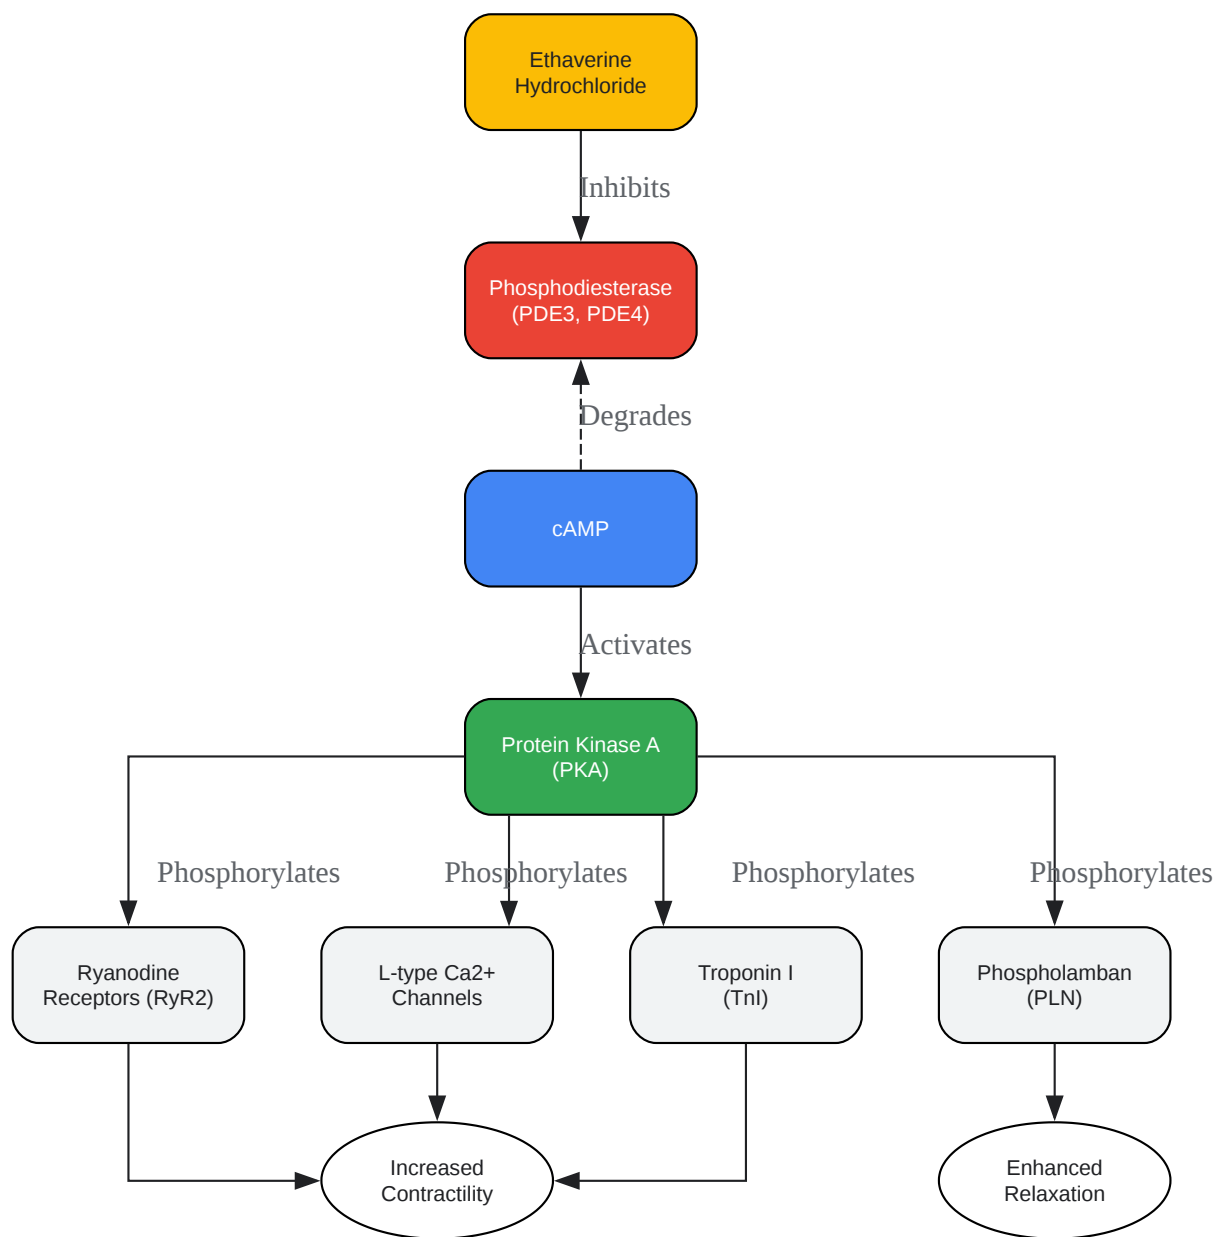 Ethaverine
Hydrochloride
Inhibits
Phosphodiesterase
(PDE3, PDE4)
Degrades
cAMP
Activates
Protein Kinase A
(PKA)
Phosphorylates
Phosphorylates
Phosphorylates
Phosphorylates
Ryanodine
Receptors (RyR2)
L-type Ca2+
Channels
Troponin I
(TnI)
Phospholamban
(PLN)
Increased
Contractility
Enhanced
Relaxation